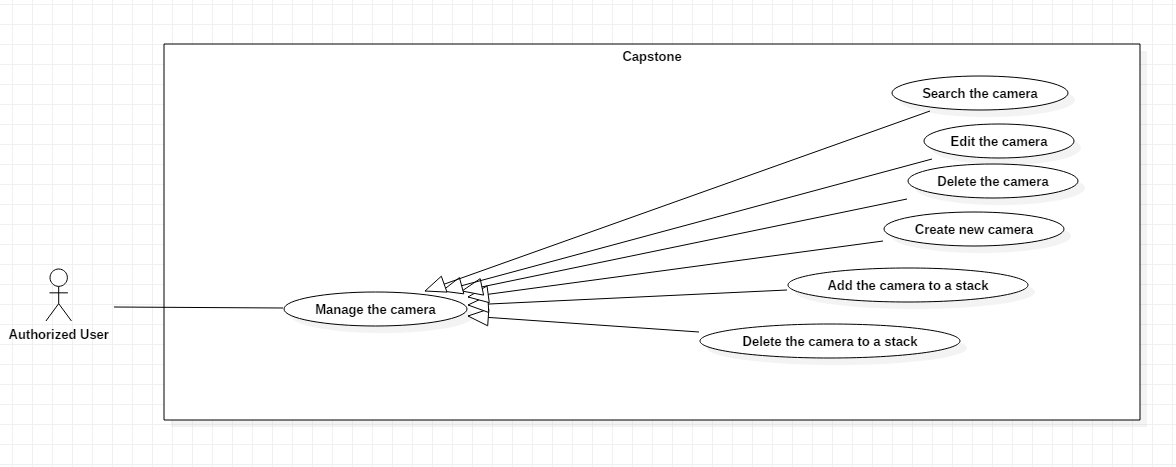 Capstone
Search the camera
Edit the camera
Delete the camera
Create new camera
Add the camera to a stack
Manage the camera
Authorized User
Delete the camera to a stack